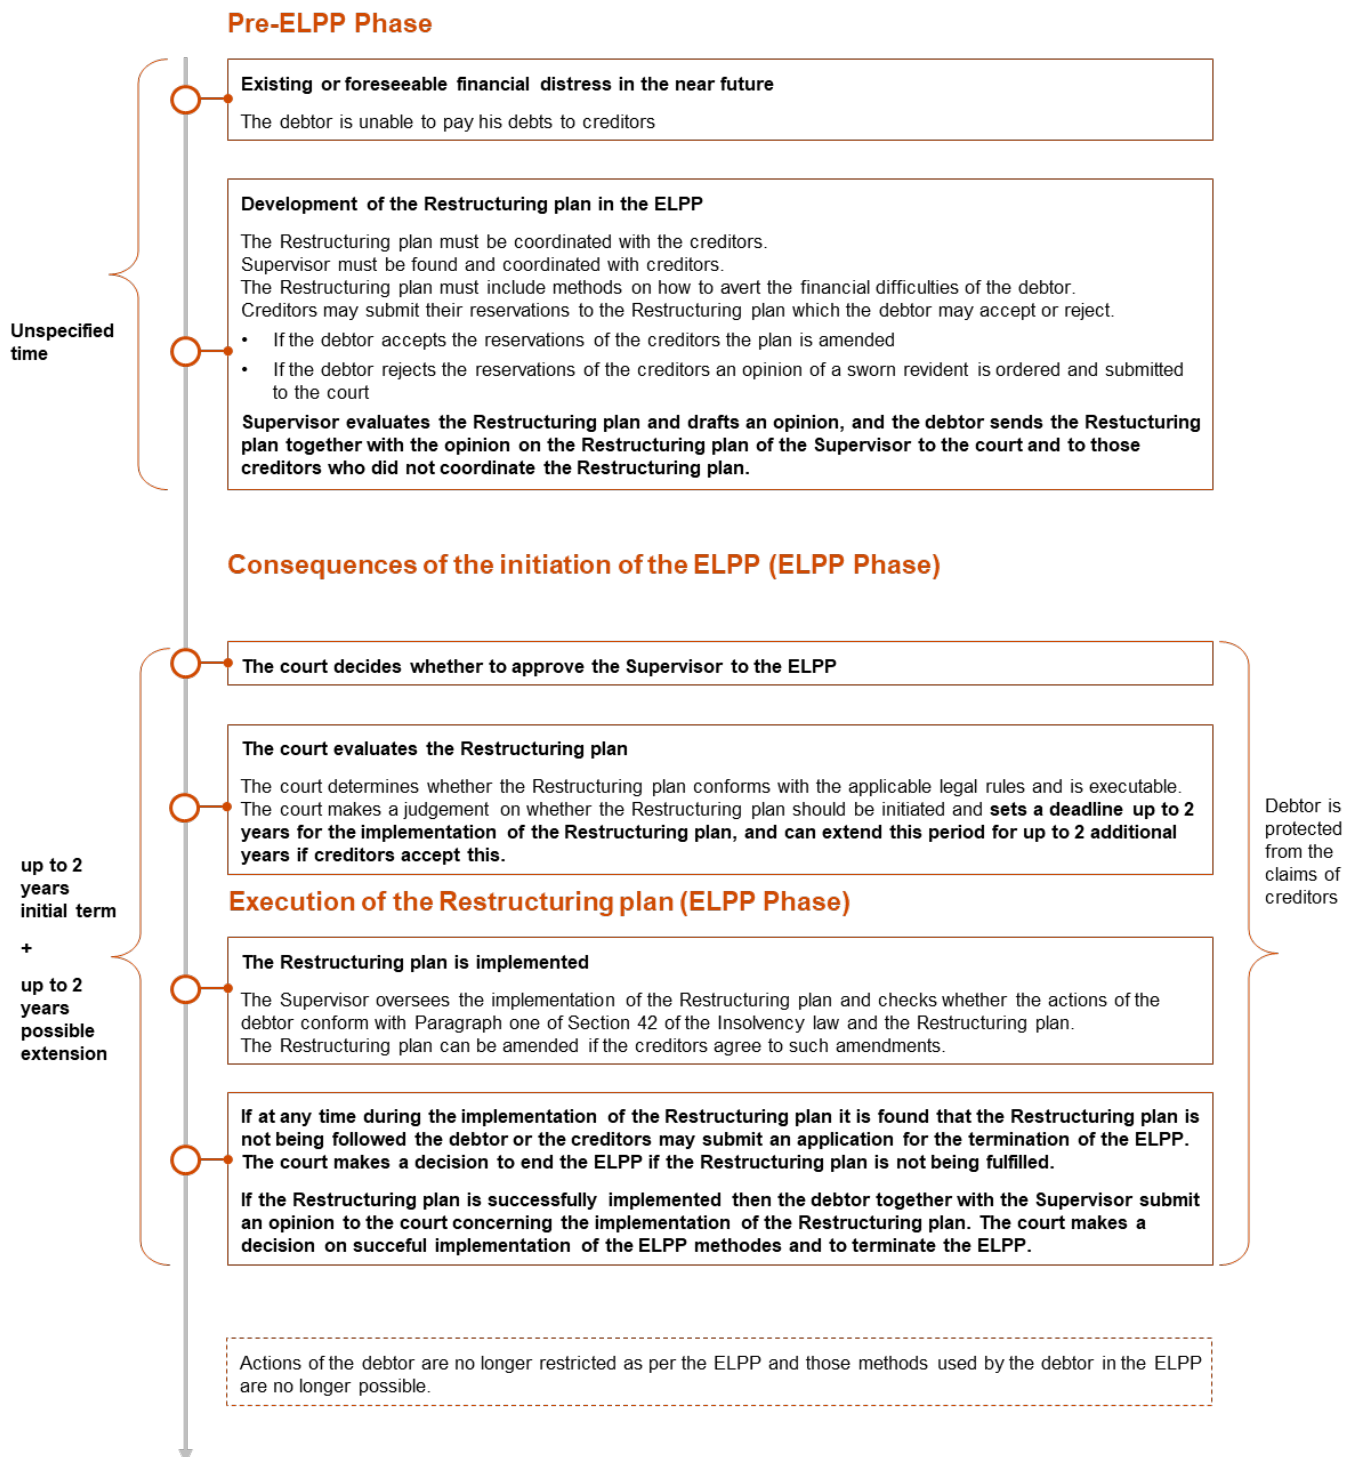 Pre-ELPP Phase
Existing or foreseeable financial distress in the near future
The debtor is unable to pay his debts to creditors
Development of the Restructuring plan in the ELPP
The Restructuring plan must be coordinated with the creditors.
Supervisor must be found and coordinated with creditors.
The Restructuring plan must include methods on how to avert the financial difficulties of the debtor.
Creditors may submit their reservations to the Restructuring plan which the debtor may accept or reject.
• If the debtor accepts the reservations of the creditors the plan is amended
• If the debtor rejects the reservations of the creditors an opinion of a sworn revident is ordered and submitted
to the court
Supervisor evaluates the Restructuring plan and drafts an opinion, and the debtor sends the Restucturing
plan together with the opinion on the Restructuring plan of the Supervisor to the court and to those
creditors who did not coordinate the Restructuring plan.
Unspecified
time
Consequences of the initiation of the ELPP (ELPP Phase)
The court decides whether to approve the Supervisor to the ELPP
The court evaluates the Restructuring plan
The court determines whether the Restructuring plan conforms with the applicable legal rules and is executable.
The court makes a judgement on whether the Restructuring plan should be initiated and sets a deadline up to 2
years for the implementation of the Restructuring plan, and can extend this period for up to 2 additional
years if creditors accept this.
Execution of the Restructuring plan (ELPP Phase)
The Restructuring plan is implemented
The Supervisor oversees the implementation of the Restructuring plan and checks whether the actions of the
debtor conform with Paragraph one of Section 42 of the Insolvency law and the Restructuring plan.
The Restructuring plan can be amended if the creditors agree to such amendments.
If at any time during the implementation of the Restructuring plan it is found that the Restructuring plan is
not being followed the debtor or the creditors may submit an application for the termination of the ELPP.
The court makes a decision to end the ELPP if the Restructuring plan is not being fulfilled.
If the Restructuring plan is successfully implemented then the debtor together with the Supervisor submit
an opinion to the court concerning the implementation of the Restructuring plan. The court makes a
decision on succeful implementation of the ELPP methodes and to terminate the ELPP.
up to 2
years
initial term
+
up to 2
years
possible
extension
Debtor is
protected
from the
claims of
creditors
Actions of the debtor are no longer restricted as per the ELPP and those methods used by the debtor in the ELPP
are no longer possible.